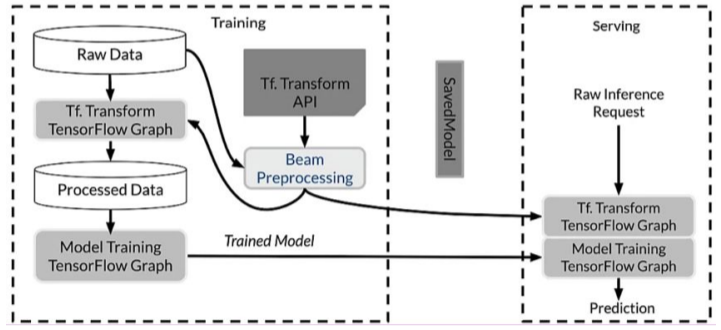 Training
Raw Data
Tf. Transform
API
Tf. Transform
TensorFlow Graph
Beam
Preprocessing
Processed Data
Model Training
TensorFlow Graph
Trained Model
SavedModel
Serving
Raw Inference
Request
Tf. Transform
TensorFlow Graph
Model Training
TensorFlow Graph
Prediction